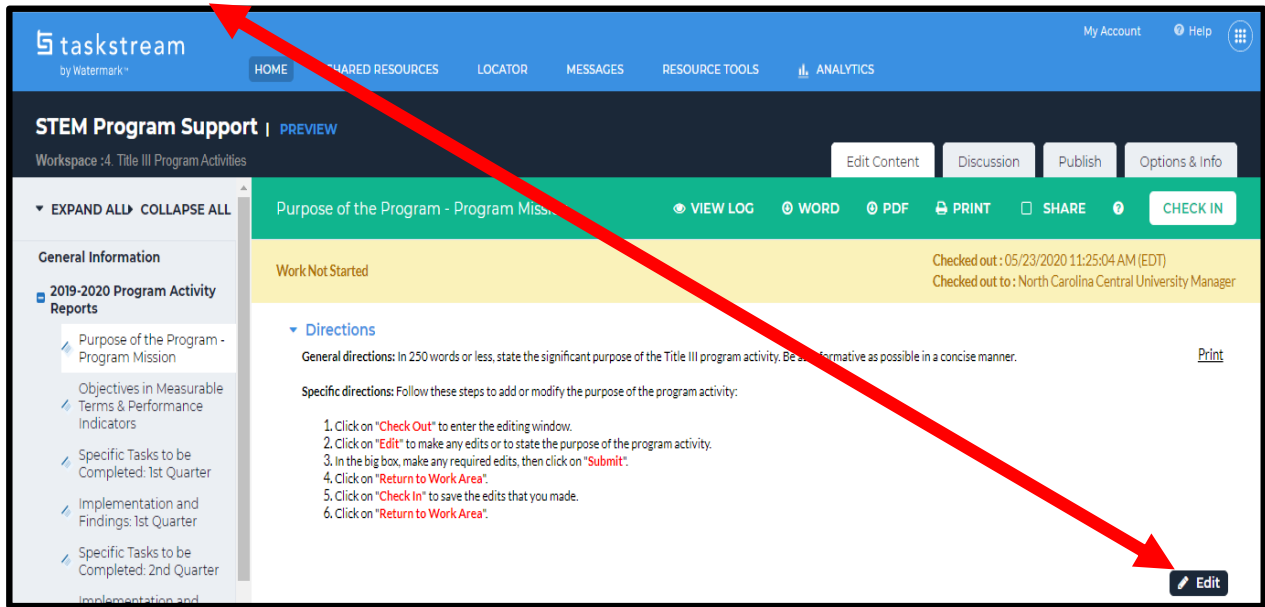 taskstream
by Watermark™
My Account
Help
HOME
SHARED RESOURCES
LOCATOR
MESSAGES
RESOURCE TOOLS
ANALYTICS
STEM Program Support | PREVIEW
Workspace :4. Title III Program Activities
Edit Content
Discussion
Publish
Options & Info
EXPAND ALL COLLAPSE ALL
Purpose of the Program - Program Mission
VIEW LOG
WORD
PDF
PRINT
SHARE
CHECK IN
General Information
2019-2020 Program Activity
Reports
Purpose of the Program -
Program Mission
Objectives in Measurable
Terms & Performance
Indicators
Specific Tasks to be
Completed: 1st Quarter
Implementation and
Findings: 1st Quarter
Specific Tasks to be
Completed: 2nd Quarter
Implementation and
Work Not Started
Checked out : 05/23/2020 11:25:04 AM (EDT)
Checked out to : North Carolina Central University Manager
Directions
General directions: In 250 words or less, state the significant purpose of the Title III program activity. Be as informative as possible in a concise manner.
Print
Specific directions: Follow these steps to add or modify the purpose of the program activity:
1. Click on "Check Out" to enter the editing window.
2. Click on "Edit" to make any edits or to state the purpose of the program activity.
3. In the big box, make any required edits, then click on "Submit".
4. Click on "Return to Work Area".
5. Click on "Check In" to save the edits that you made.
6. Click on "Return to Work Area".
Edit